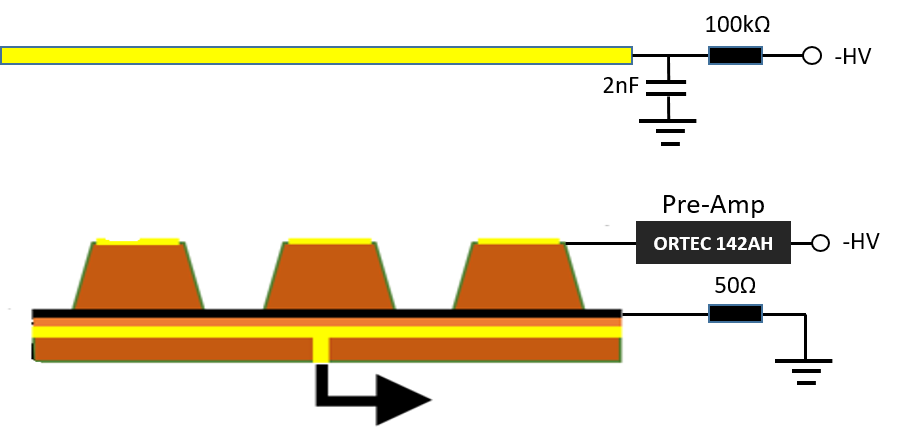 100kΩ
-HV
2nF
Pre-Amp
ORTEC 142AH
-HV
50Ω